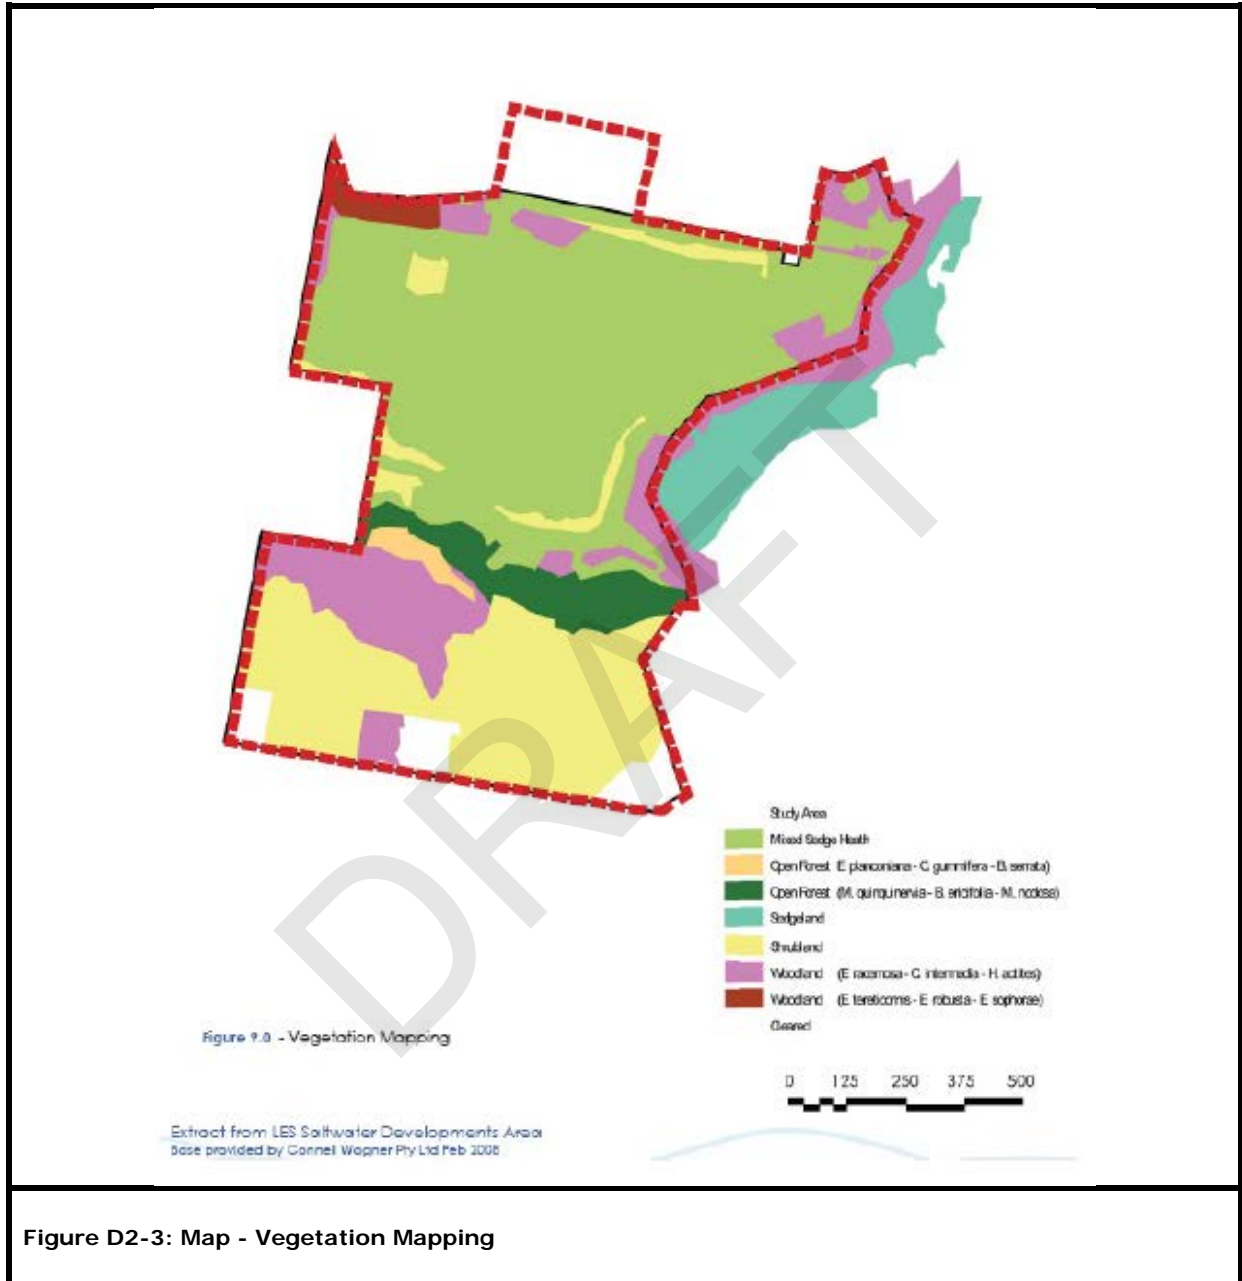 DRAFT
Study Area
Mixed Sedge Heath
Open Forest (E planconiana - C. gummifera - B. serrata)
Open Forest (M. quinquinervia - B. ericifolia - M. nodosa)
Sedgeland
Shrubland
Woodland (E racemosa - C. intermedia - H. actites)
Woodland (E tereticornis - E robusta - E sophorae)
Cleared
Figure 9.0 - Vegetation Mapping
0 125 250 375 500
Extract from LES Saltwater Developments Area
Base provided by Connell Wagner Pty Ltd Feb 2008
Figure D2-3: Map - Vegetation Mapping